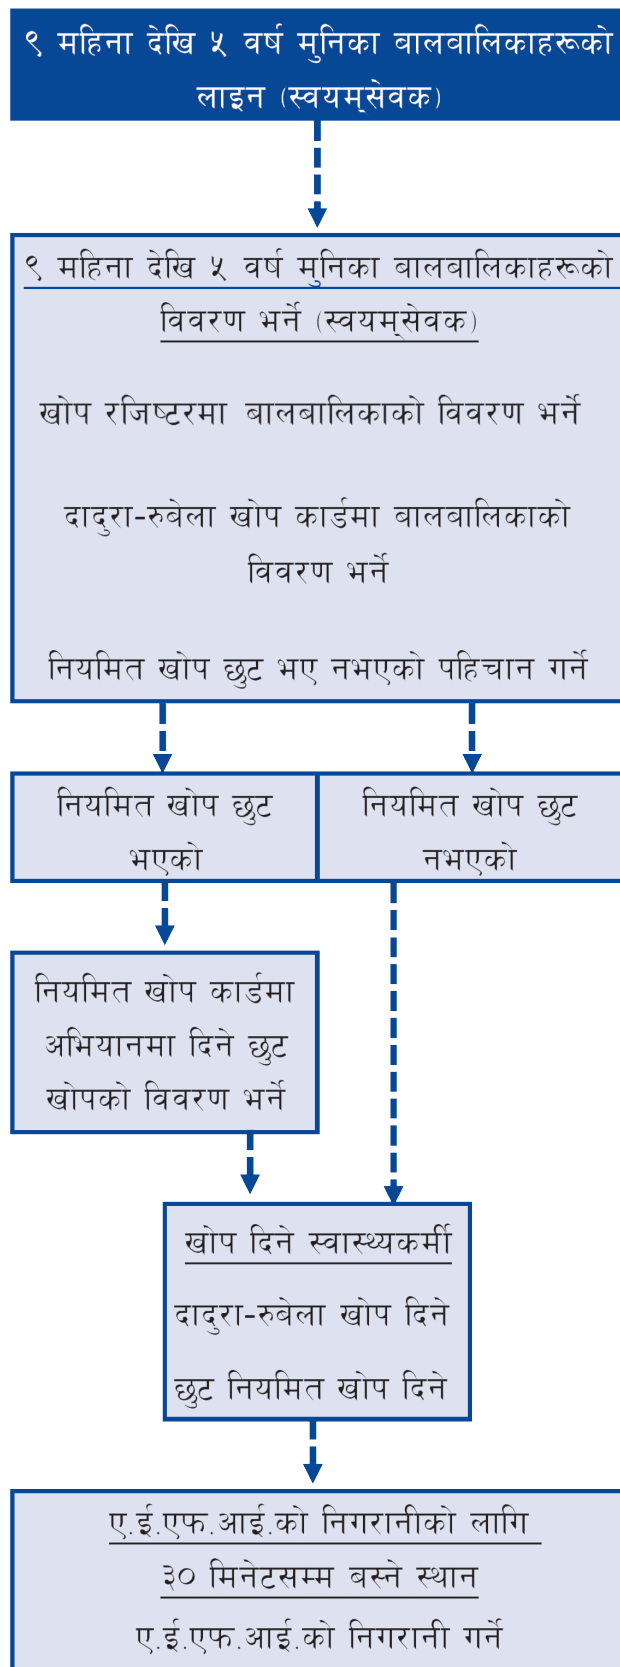 ९ महिना देखि ५ वर्ष मुनिका बालबालिकाहरूको
लाइन (स्वयम्‌सेवक)
९ महिना देखि ५ वर्ष मुनिका बालबालिकाहरूको
विवरण भर्ने (स्वयम्‌सेवक)
खोप रजिष्टरमा बालबालिकाको विवरण भर्ने
दादुरा-रुबेला खोप कार्डमा बालबालिकाको
विवरण भर्ने
नियमित खोप छुट भए नभएको पहिचान गर्ने
नियमित खोप छुट
भएको
नियमित खोप छुट
नभएको
नियमित खोप कार्डमा
अभियानमा दिने छुट
खोपको विवरण भर्ने
खोप दिने स्वास्थ्यकर्मी
दादुरा-रुबेला खोप दिने
छुट नियमित खोप दिने
ए.ई.एफ.आई.को निगरानीको लागि
३० मिनेटसम्म बस्ने स्थान
ए.ई.एफ.आई.को निगरानी गर्ने